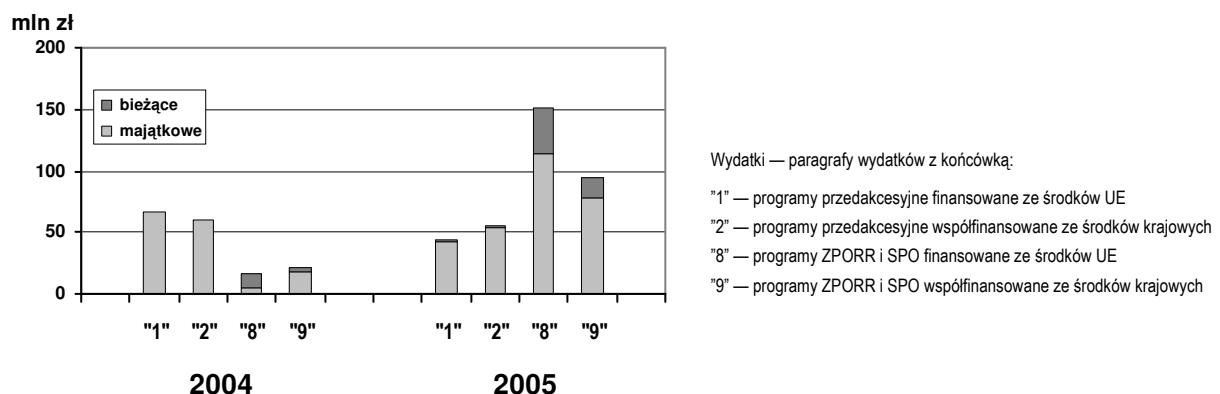 mln zł
200
150
100
50
0
bieżące
majątkowe
"1" "2" "8" "9" "1" "2" "8" "9"
2004 2005
Wydatki — paragrafy wydatków z końcówką:
”1” — programy przedakcesyjne finansowane ze środków UE
”2” — programy przedakcesyjne współfinansowane ze środków krajowych
”8” — programy ZPORR i SPO finansowane ze środków UE
”9” — programy ZPORR i SPO współfinansowane ze środków krajowych